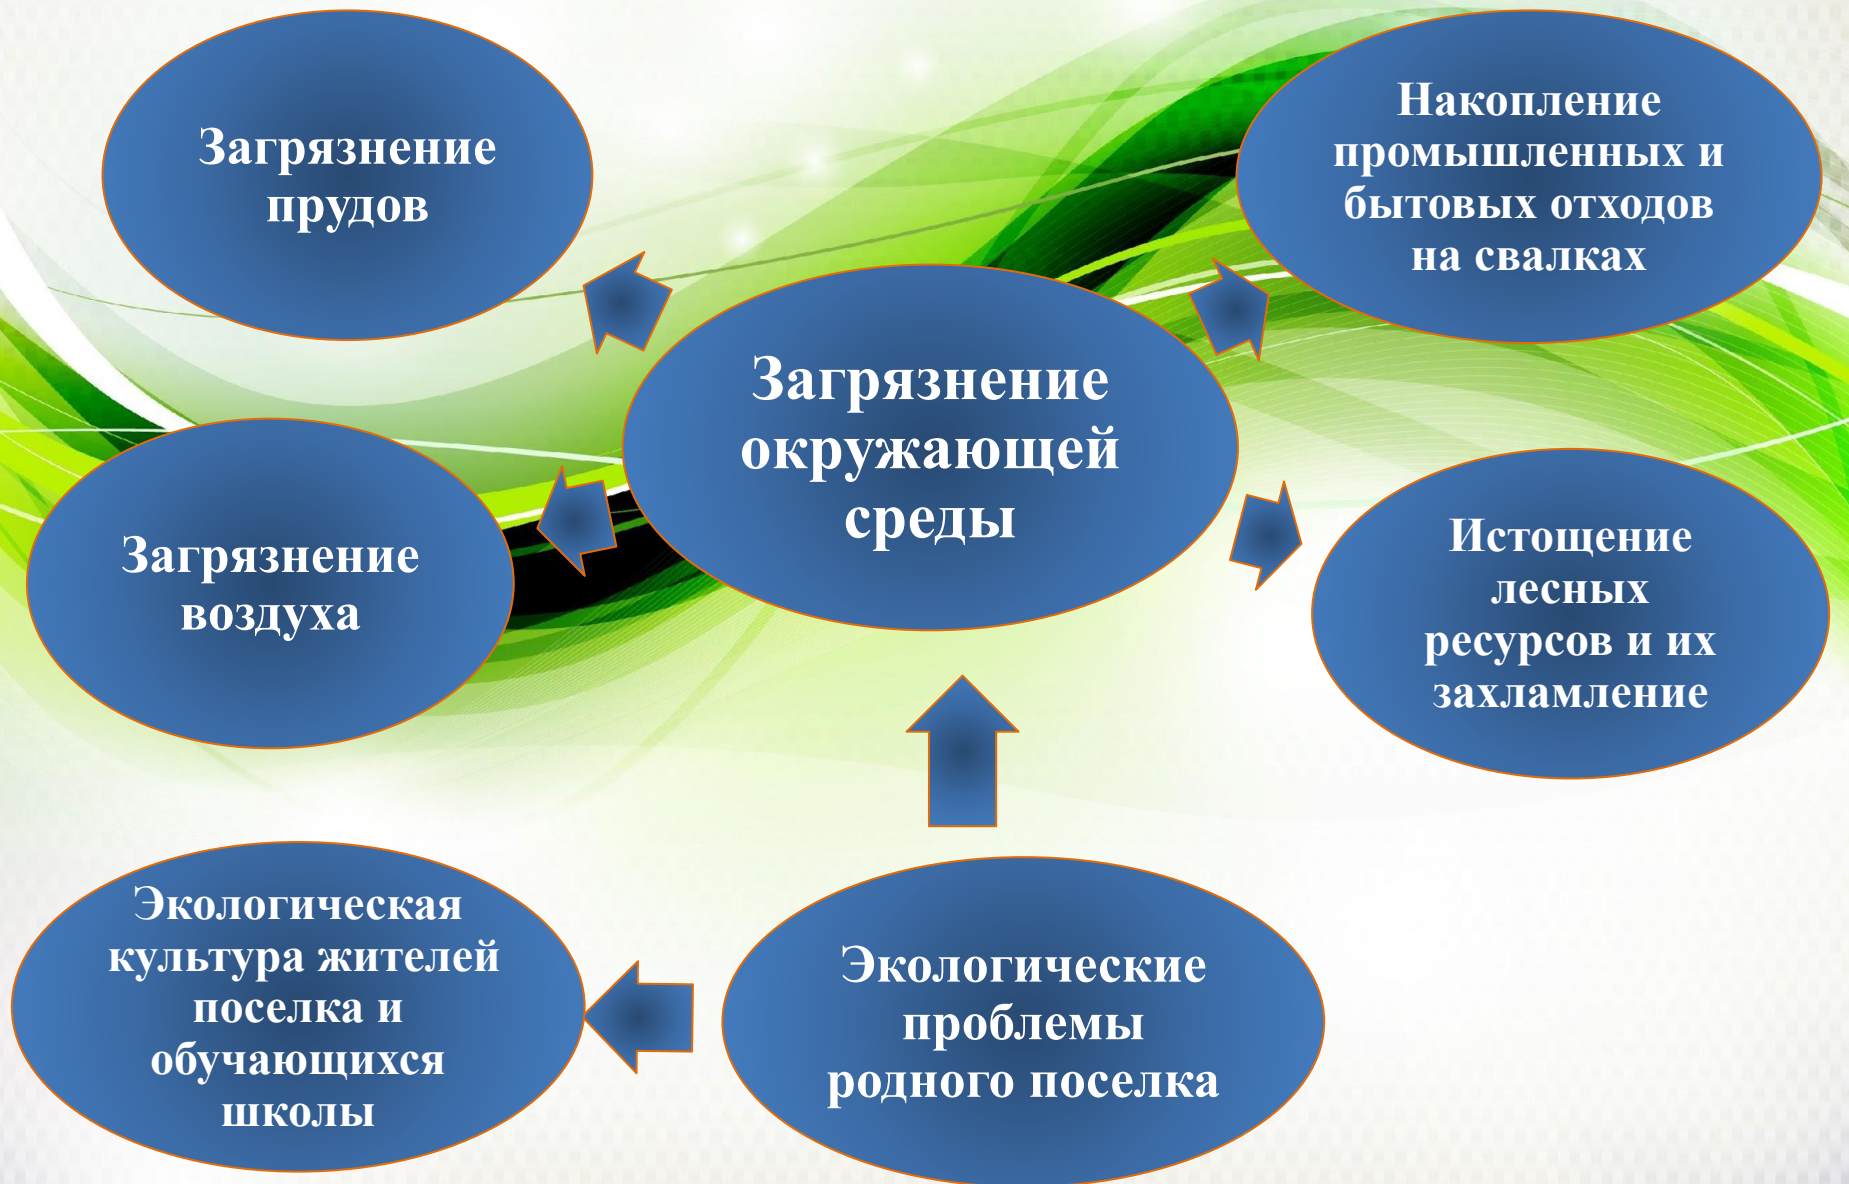 Загрязнение
прудов
Накопление
промышленных и
бытовых отходов
на свалках
Загрязнение
окружающей
среды
Загрязнение
воздуха
Истощение
лесных
ресурсов и их
захламление
Экологическая
культура жителей
поселка и
обучающихся
школы
Экологические
проблемы
родного поселка